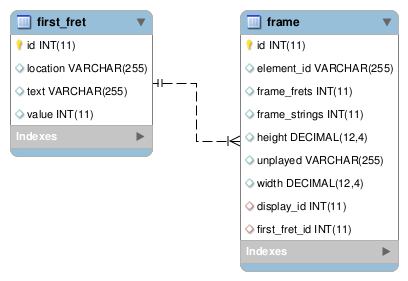 first_fret
id INT(11)
location VARCHAR(255)
text VARCHAR(255)
value INT(11)
Indexes
frame
id INT(11)
element_id VARCHAR(255)
frame_frets INT(11)
frame_strings INT(11)
height DECIMAL(12,4)
unplayed VARCHAR(255)
width DECIMAL(12,4)
display_id INT(11)
first_fret_id INT(11)
Indexes